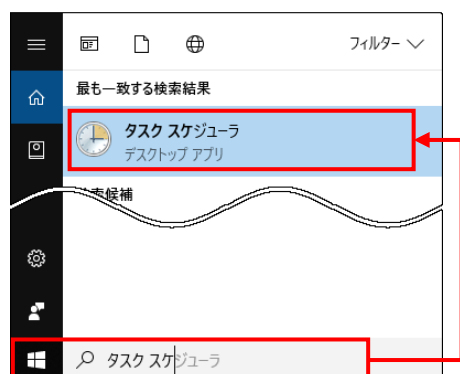 フィルター
最も一致する検索結果
タスク スケジューラ
デスクトップ アプリ
索候補
タスク スケジューラ